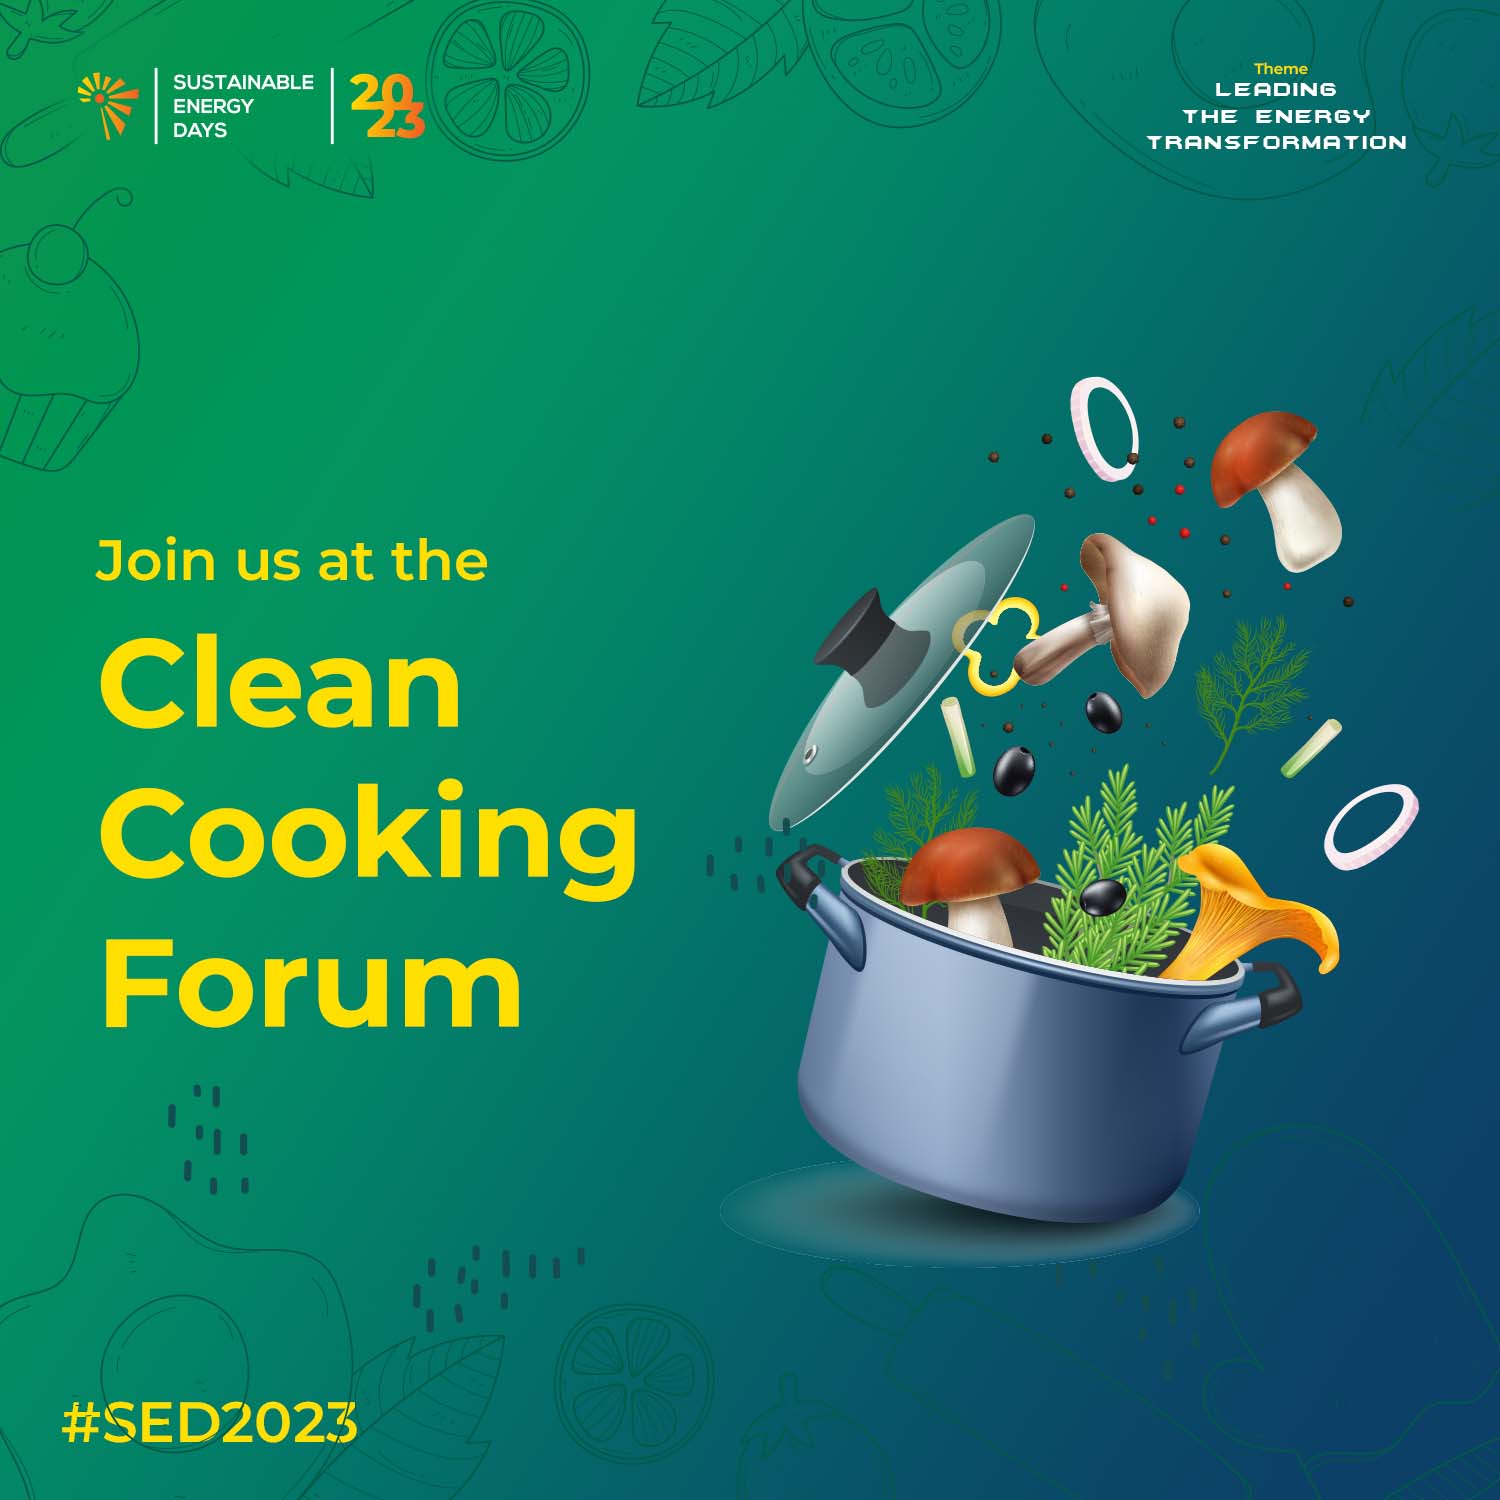 SUSTAINABLE
ENERGY
DAYS
2023
Theme
LEADING
THE ENERGY
TRANSFORMATION
Join us at the
Clean
Cooking
Forum
#SED2023